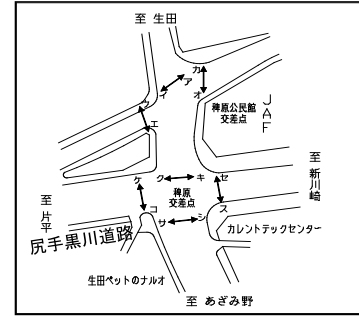 至 生田
カ
ア
イ
オ
ウ
エ
稗原公民館
交差点
JAF
至 新川崎
ケ
ク
キ
セ
稗原
交差点
コ
サ
シ
ス
至 片平
尻手黒川道路
カレントテックセンター
生田ペットのナルオ
至 あざみ野